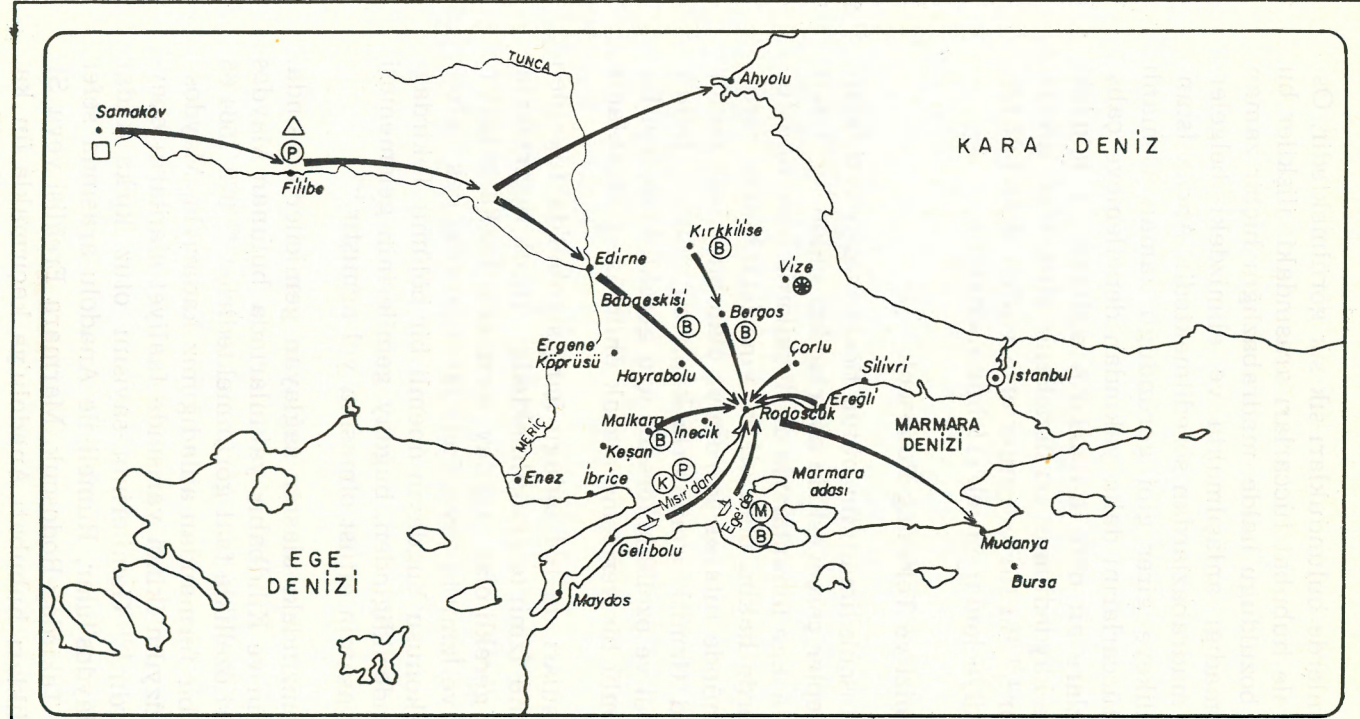 TUNCA
Ahyolu
Samakov
P
Filibe
KARA DENİZ
Edirne
Kırkkilise
B
Vize
Babaeskisi
B
Bergos
B
Ergene
Köprüsü
Hayrabolu
Çorlu
Silivri
İstanbul
Ereğli
Rodoscuk
Malkara
B
İnecik
MERİÇ
Keşan
MARMARA
DENİZİ
Enez
İbrice
K
P
Mısır'dan
Ege'den
M
B
Marmara
adası
Gelibolu
Mudanya
Bursa
EGE
DENİZİ
Maydos